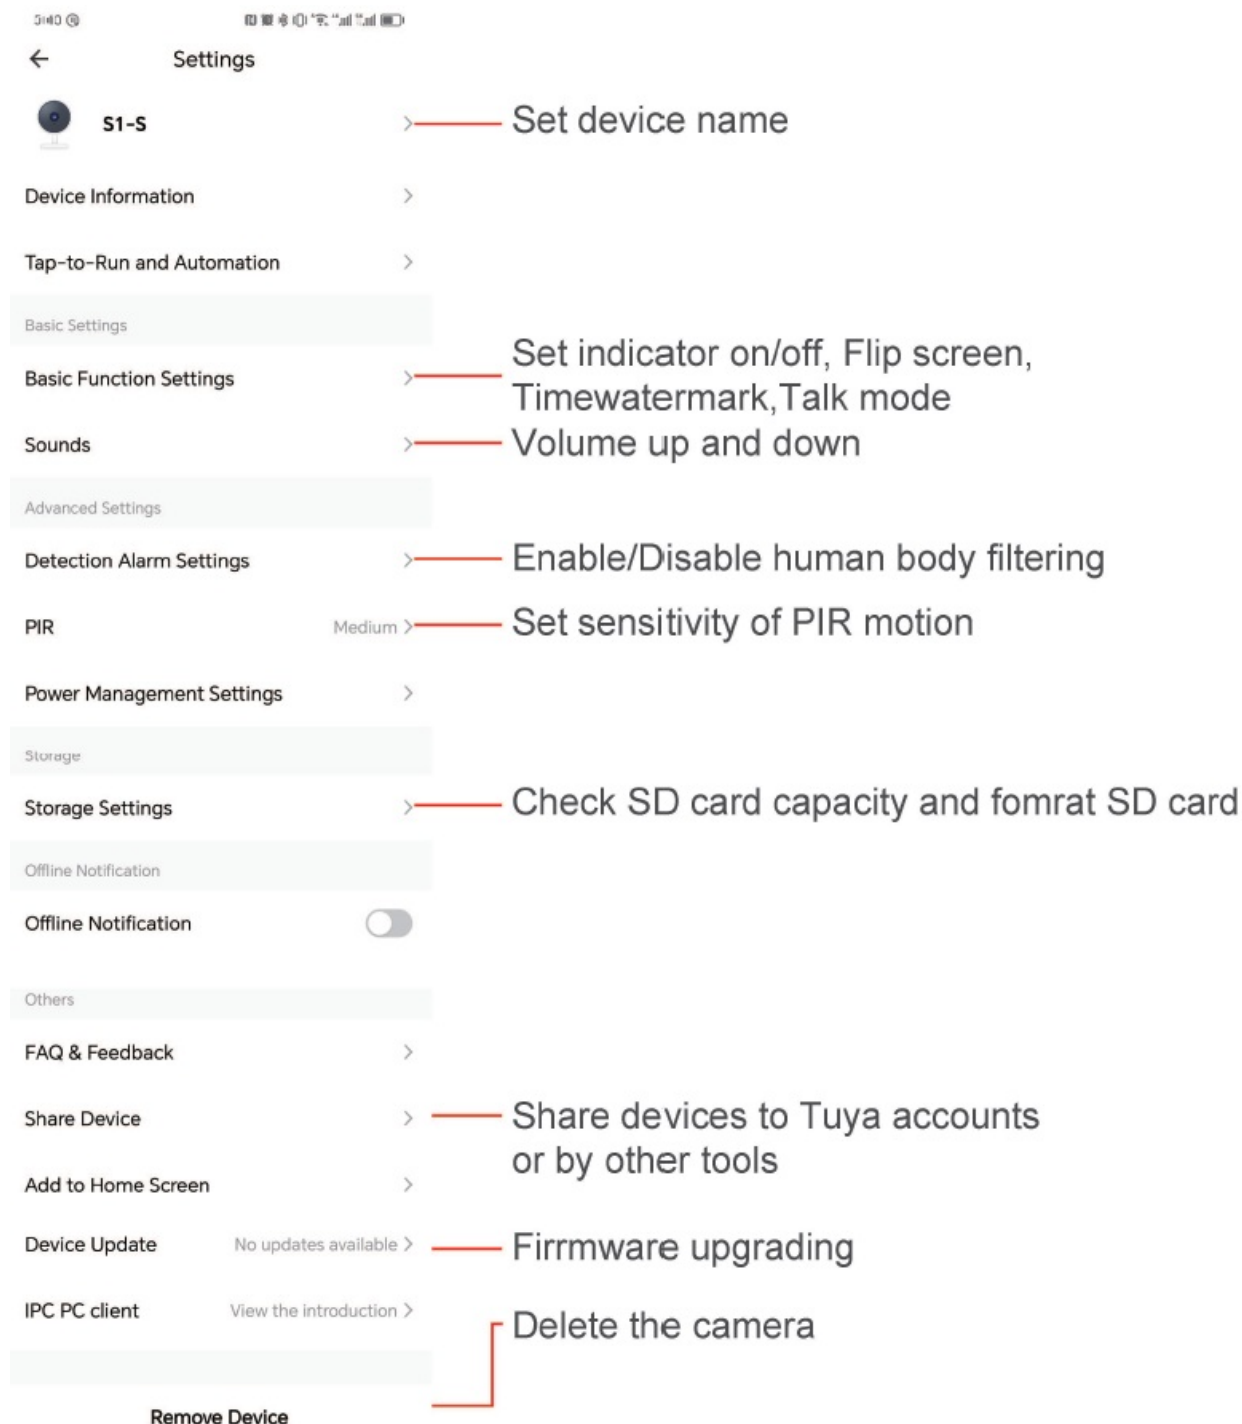 Settings
S1-S
Set device name
Device Information
Tap-to-Run and Automation
Basic Settings
Basic Function Settings
Set indicator on/off, Flip screen,
Timewatermark,Talk mode
Sounds
Volume up and down
Advanced Settings
Detection Alarm Settings
Enable/Disable human body filtering
PIR
Medium
Set sensitivity of PIR motion
Power Management Settings
Storage
Storage Settings
Check SD card capacity and fomrat SD card
Offline Notification
Offline Notification
Others
FAQ & Feedback
Share Device
Share devices to Tuya accounts
or by other tools
Add to Home Screen
Device Update
No updates available
Firrmware upgrading
IPC PC client
View the introduction
Delete the camera
Remove Device